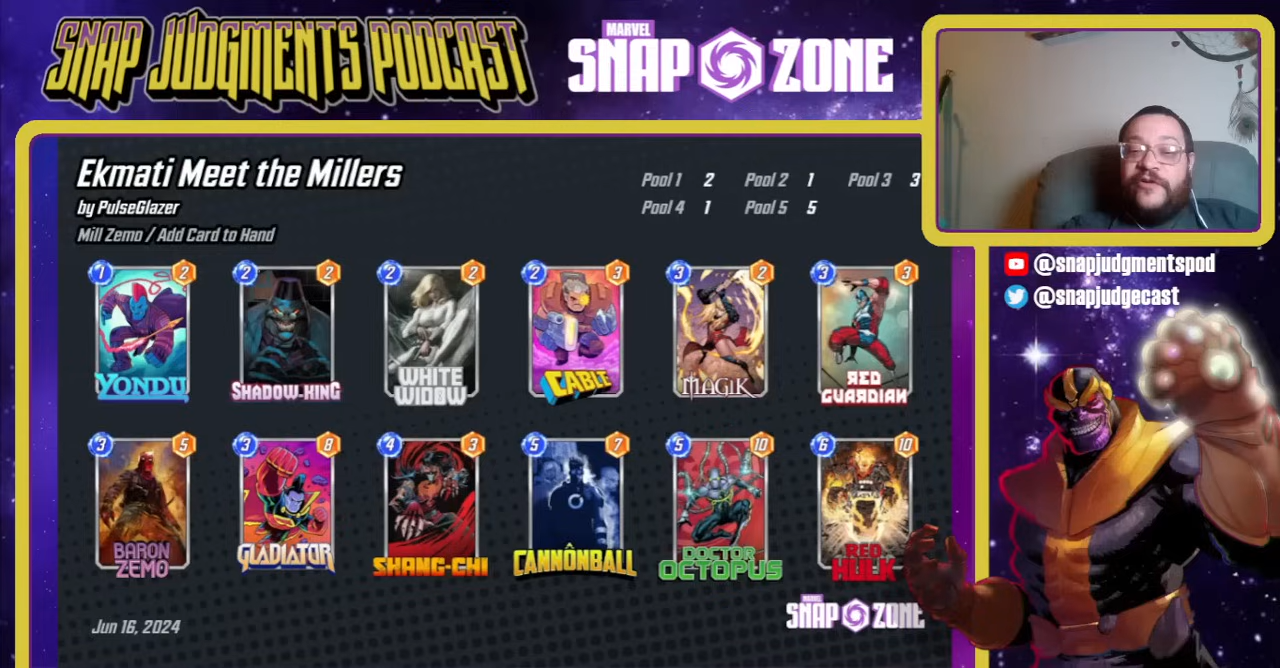 SNAP JUDGMENTS PODCAST
MARVEL
SNAP ZONE
Ekmati Meet the Millers
by PulseGlazer
Mill Zemo / Add Card to Hand
Pool 1 2 Pool 2 1 Pool 3 3
Pool 4 1 Pool 5 5
@snapjudgmentspod
@snapjudgecast
1 2 2 2 2 2 2 3 3 2 3 3
YONDU
SHADOW-KING
WHITE
WIDOW
CABLE
MAGIK
RED
GUARDIAN
3 5 3 8 4 3 5 7 5 10 6 10
BARON
ZEMO
GLADIATOR
SHANG-CHI
CANNÔNBALL
DOCTOR
OCTOPUS
RED
HULK
Jun 16, 2024
MARVEL
SNAP ZONE